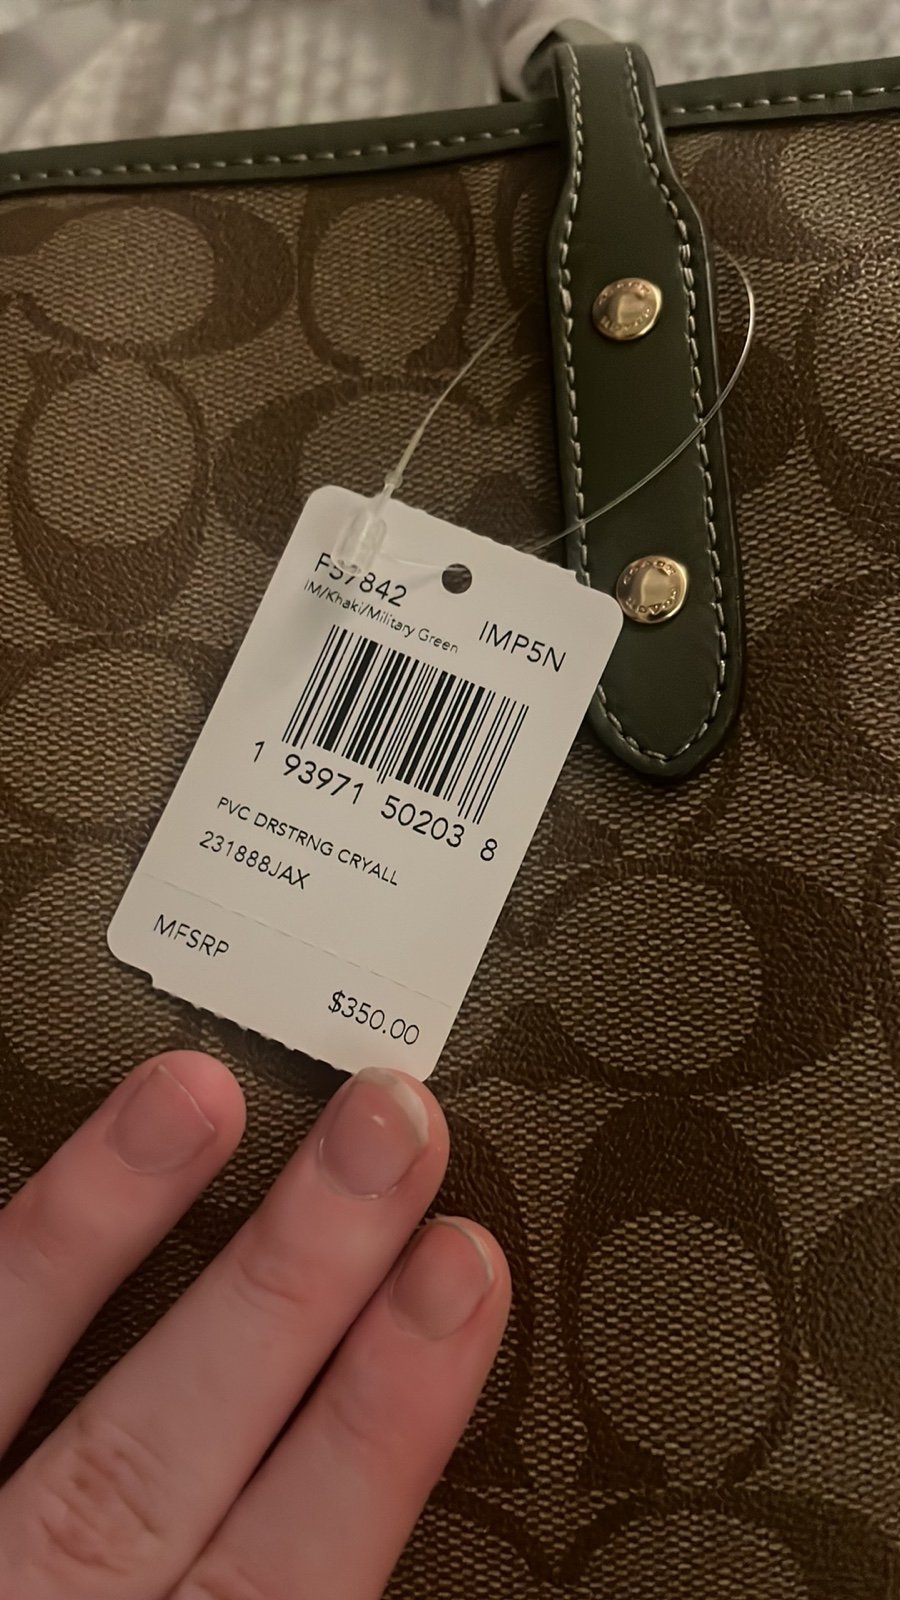 F57842
IM/Khaki/Military Green
IMP5N
1 93971 50203 8
PVC DRSTRNG CRYALL
231888JAX
MFSRP
$350.00